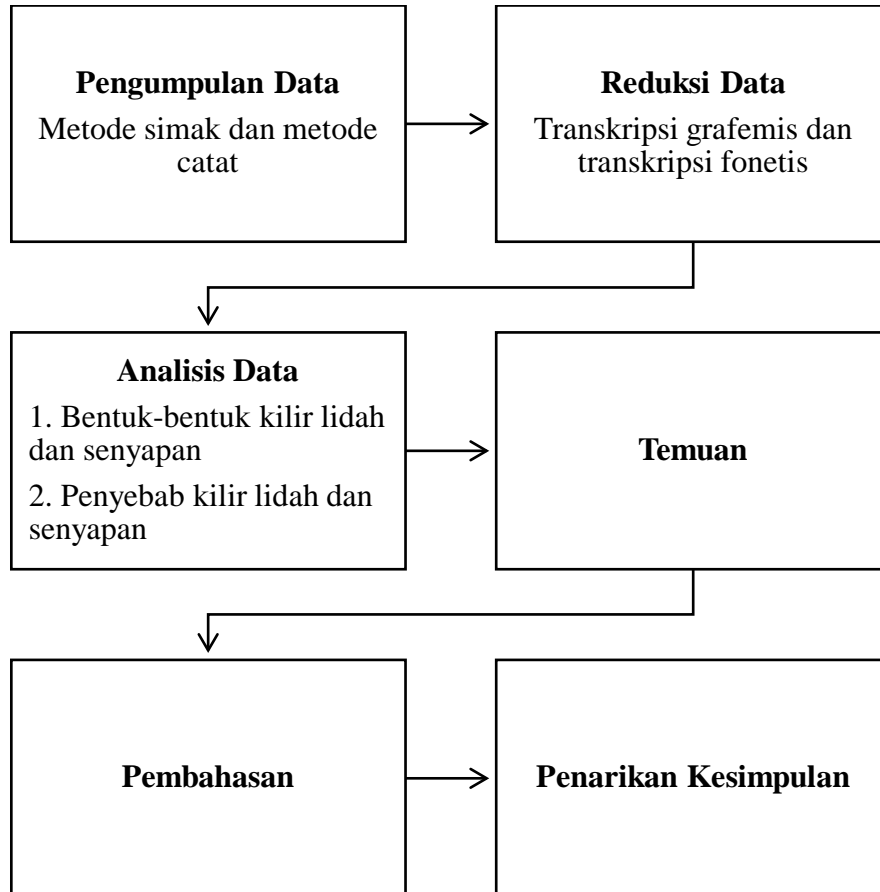 Pengumpulan Data
Metode simak dan metode
catat
Reduksi Data
Transkripsi grafemis dan
transkripsi fonetis
Analisis Data
1. Bentuk-bentuk kilir lidah
dan senyapan
2. Penyebab kilir lidah dan
senyapan
Temuan
Pembahasan
Penarikan Kesimpulan